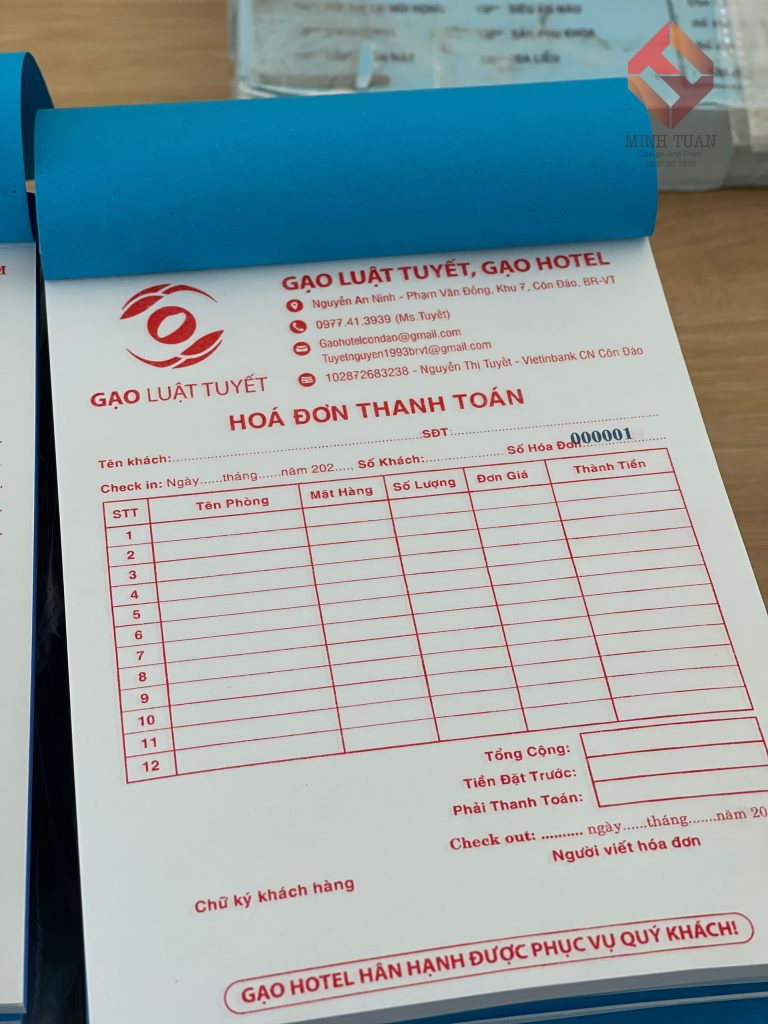 MINH TUAN
Design And Print
GẠO LUẬT TUYẾT, GẠO HOTEL
Nguyễn An Ninh - Phạm Văn Đồng, Khu 7, Côn Đảo, BR-VT
0977.41.3939 (Ms.Tuyết)
Gaohotelcondao@gmail.com
Tuyetnguyen1993brvt@gmail.com
102872683238 - Nguyễn Thị Tuyết - Vietinbank CN Côn Đảo
GẠO LUẬT TUYẾT
HOÁ ĐƠN THANH TOÁN
Tên khách:..........SĐT:..........
Check in: Ngày......tháng......năm 202...., Số Khách:.......... Số Hóa Đơn 000001
STT Tên Phòng Mặt Hàng Số Lượng Đơn Giá Thành Tiền
1
2
3
4
5
6
7
8
9
10
11
12
Tổng Cộng:
Tiền Đặt Trước:
Phải Thanh Toán:
Check out: .......... ngày......tháng.......năm 20
Người viết hóa đơn
Chữ ký khách hàng
GẠO HOTEL HÂN HẠNH ĐƯỢC PHỤC VỤ QUÝ KHÁCH!